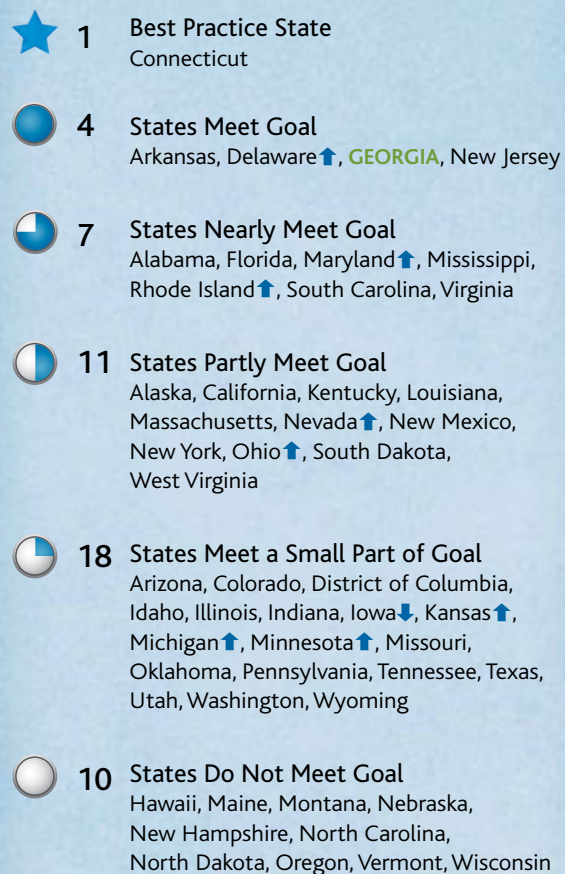 1 Best Practice State
Connecticut
4 States Meet Goal
Arkansas, Delaware⬆, GEORGIA, New Jersey
7 States Nearly Meet Goal
Alabama, Florida, Maryland⬆, Mississippi,
Rhode Island⬆, South Carolina, Virginia
11 States Partly Meet Goal
Alaska, California, Kentucky, Louisiana,
Massachusetts, Nevada⬆, New Mexico,
New York, Ohio⬆, South Dakota,
West Virginia
18 States Meet a Small Part of Goal
Arizona, Colorado, District of Columbia,
Idaho, Illinois, Indiana, Iowa⬇, Kansas⬆,
Michigan⬆, Minnesota⬆, Missouri,
Oklahoma, Pennsylvania, Tennessee, Texas,
Utah, Washington, Wyoming
10 States Do Not Meet Goal
Hawaii, Maine, Montana, Nebraska,
New Hampshire, North Carolina,
North Dakota, Oregon, Vermont, Wisconsin